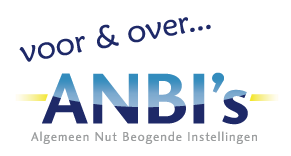 voor & over...
ANBI's
Algemeen Nut Beogende Instellingen